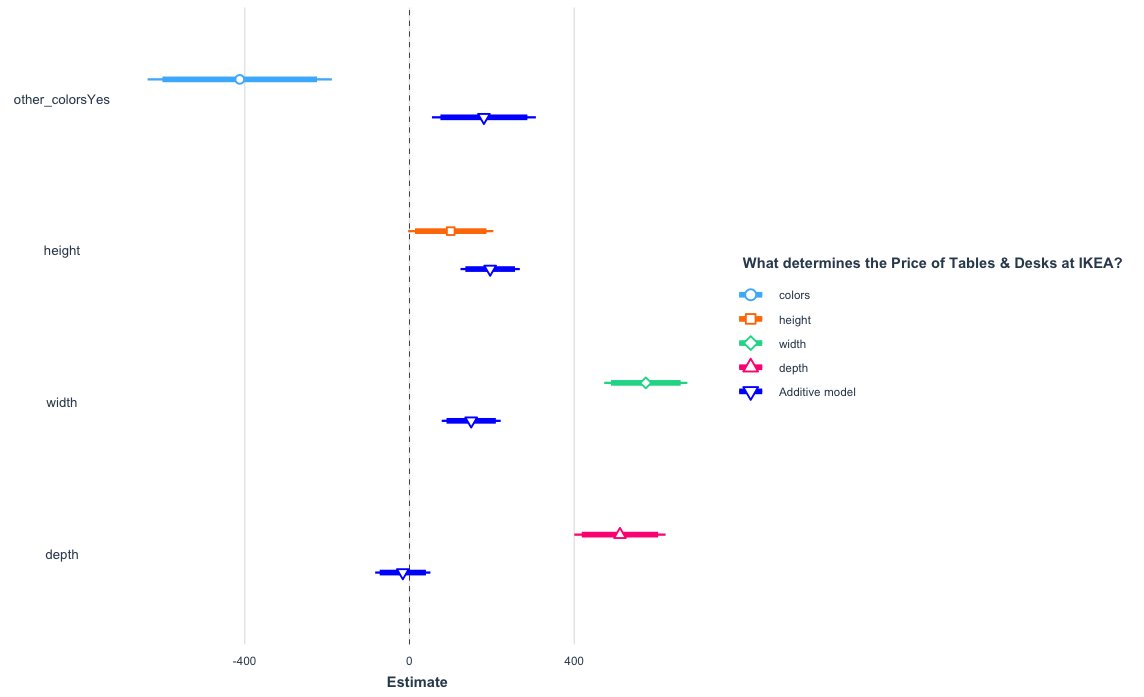 other_colorsYes
height
width
depth
-400
0
400
Estimate
What determines the Price of Tables & Desks at IKEA?
colors
height
width
depth
Additive model